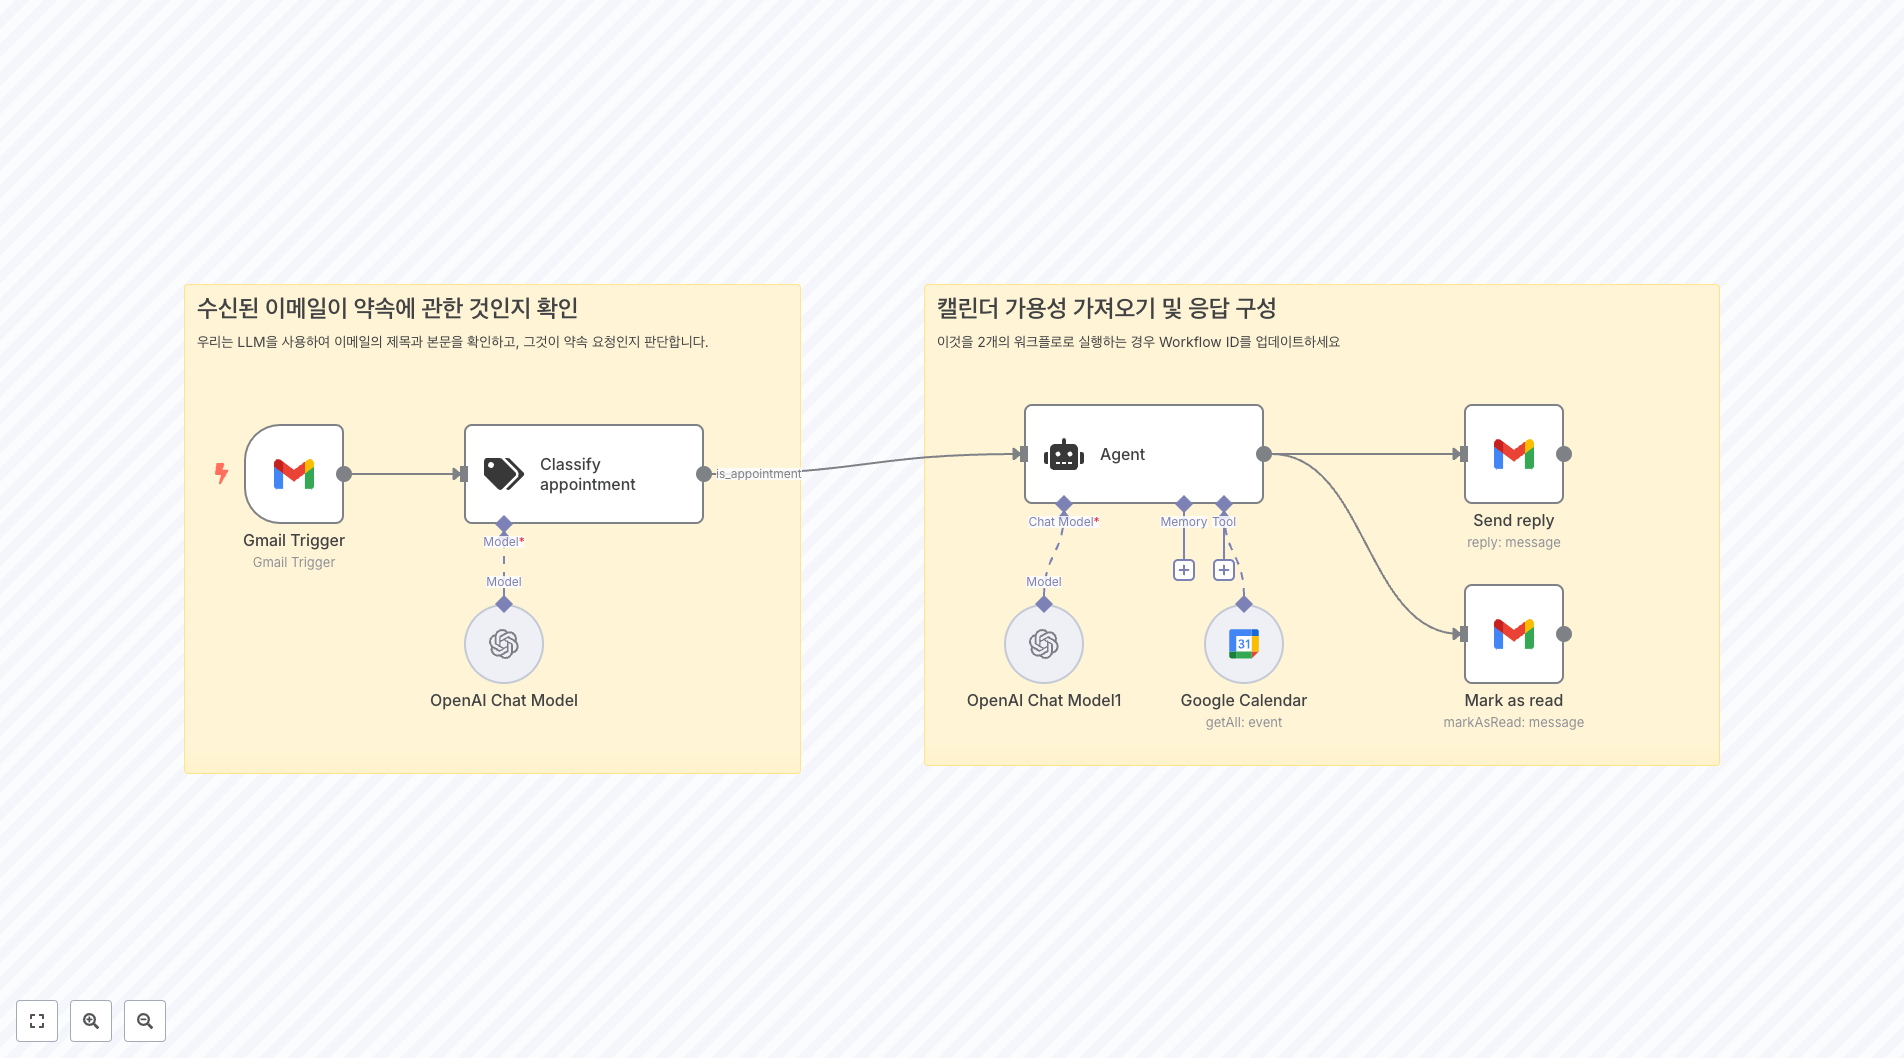 수신된 이메일이 약속에 관한 것인지 확인
우리는 LLM을 사용하여 이메일의 제목과 본문을 확인하고, 그것이 약속 요청인지 판단합니다.
Gmail Trigger
Gmail Trigger
Classify
appointment
is_appointment
Model*
Model
OpenAI Chat Model
캘린더 가용성 가져오기 및 응답 구성
이것을 2개의 워크플로로 실행하는 경우 Workflow ID를 업데이트하세요
Agent
Chat Model*
Memory
Tool
Model
OpenAI Chat Model1
31
Google Calendar
getAll: event
Send reply
reply: message
Mark as read
markAsRead: message